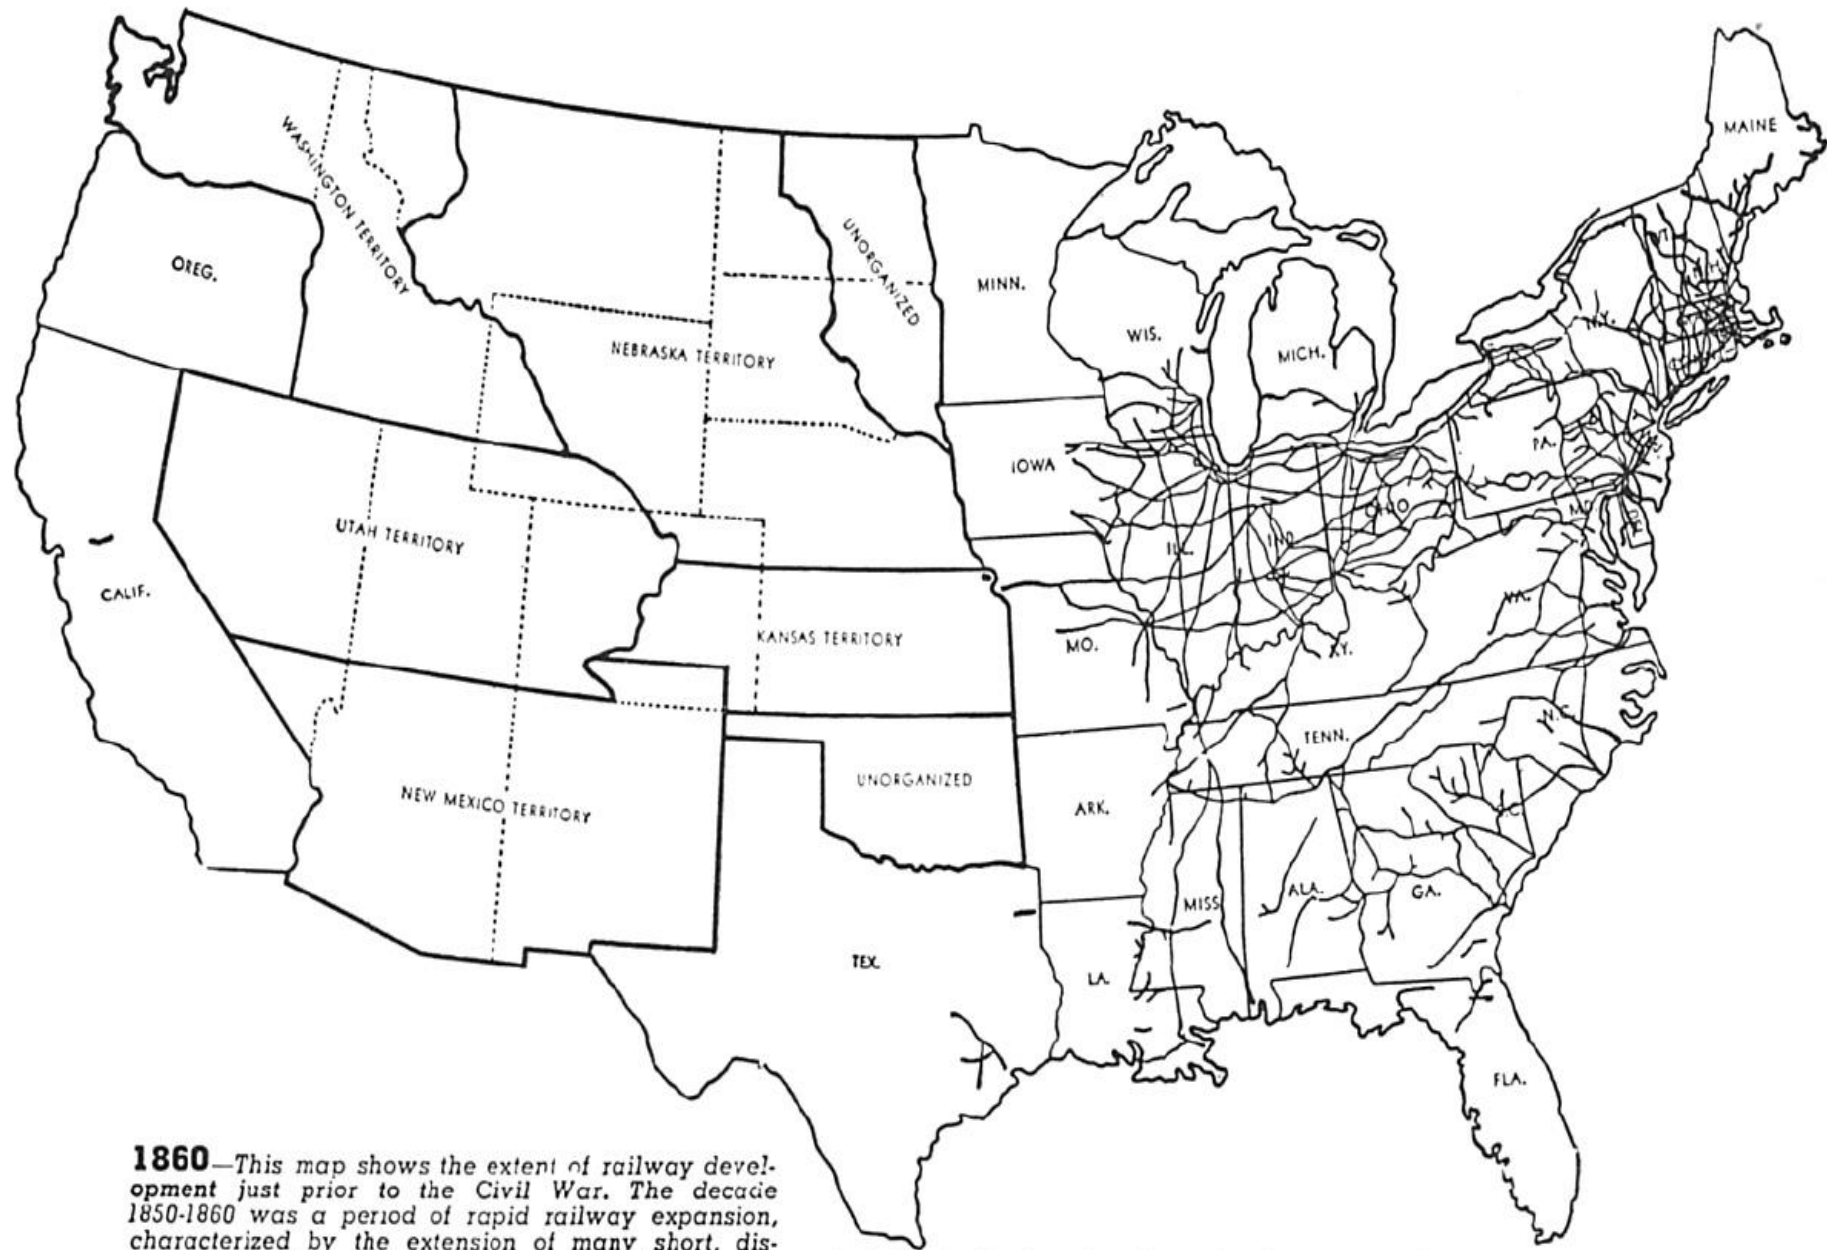 MAINE
WASHINGTON TERRITORY
OREG.
UNORGANIZED
MINN.
VT.
N.H.
NEBRASKA TERRITORY
WIS.
MICH.
N.Y.
IOWA
PA.
N.J.
UTAH TERRITORY
OHIO
MD.
DEL.
ILL.
IND.
CALIF.
KANSAS TERRITORY
MO.
KY.
VA.
NEW MEXICO TERRITORY
UNORGANIZED
ARK.
TENN.
N.C.
S.C.
TEX.
LA.
MISS.
ALA.
GA.
FLA.
1860—This map shows the extent of railway devel-
opment just prior to the Civil War. The decade
1850-1860 was a period of rapid railway expansion,
characterized by the extension of many short, dis-